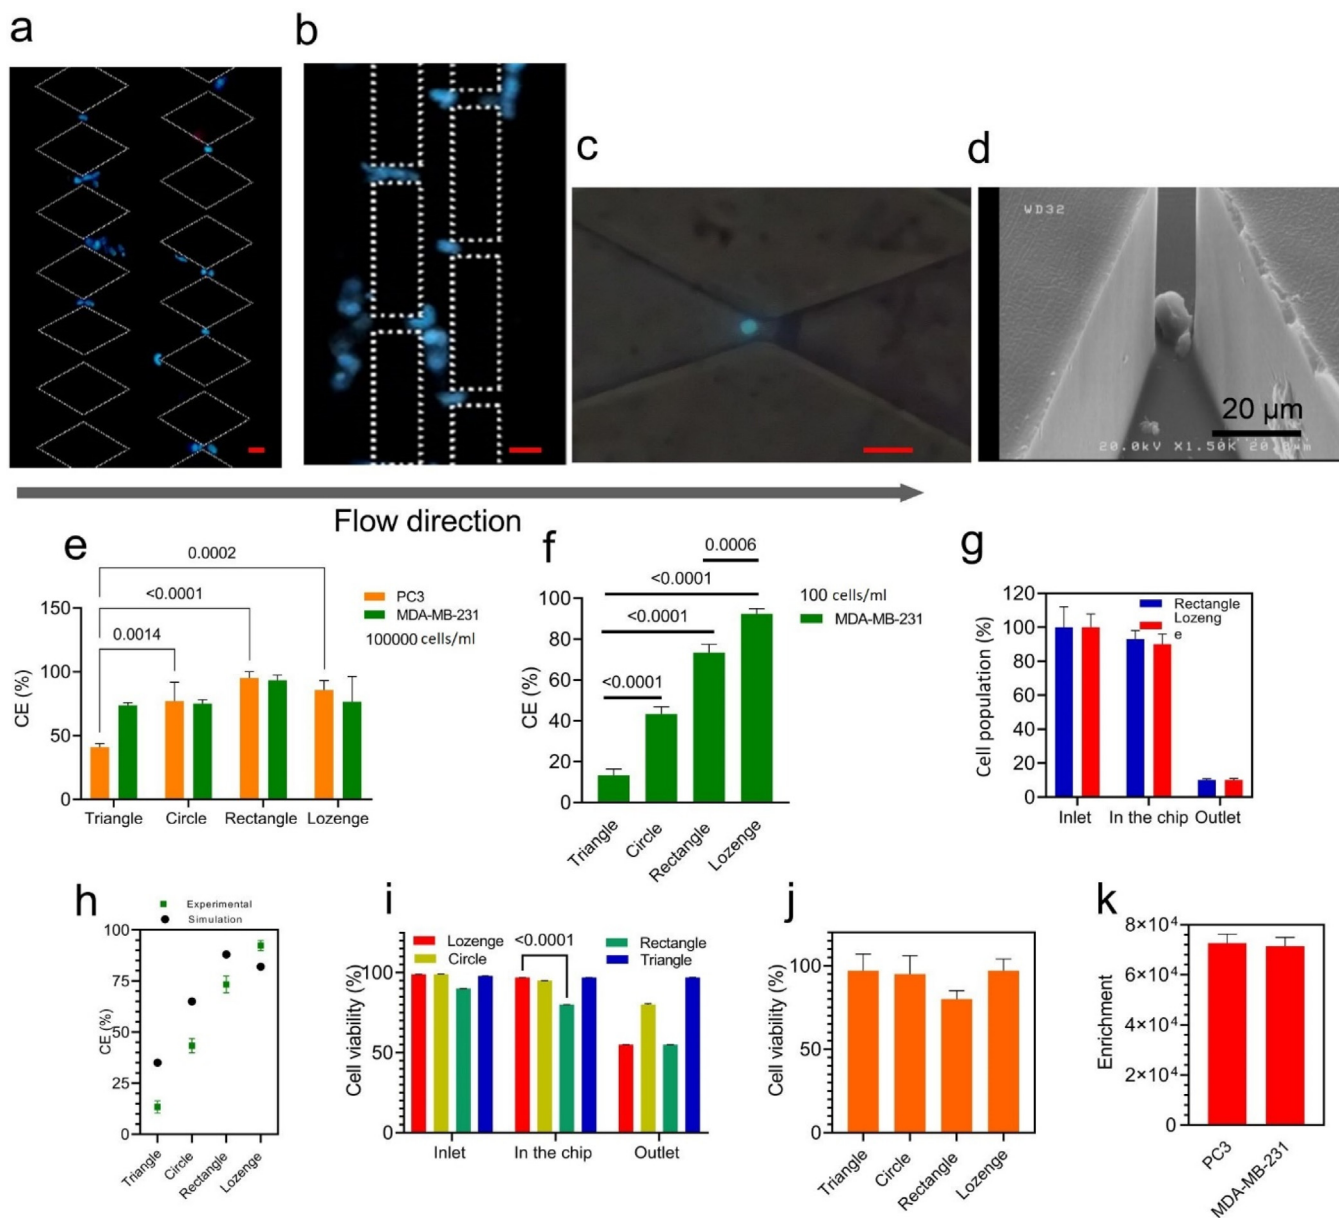 a
b
c
d
WD32
20 μm
20.0kV X1.50K 20.0μm
Flow direction
e
0.0002
<0.0001
0.0014
PC3
MDA-MB-231
100000 cells/ml
CE (%)
150
100
50
0
Triangle Circle Rectangle Lozenge
f
0.0006
<0.0001
<0.0001
<0.0001
100 cells/ml
MDA-MB-231
CE (%)
100
80
60
40
20
0
Triangle
Circle
Rectangle
Lozenge
g
Rectangle
Lozeng
e
Cell population (%)
120
100
80
60
40
20
0
Inlet In the chip Outlet
h
Experimental
Simulation
CE (%)
100
75
50
25
0
Triangle
Circle
Rectangle
Lozenge
i
Lozenge
Circle
<0.0001
Rectangle
Triangle
Cell viability (%)
100
50
0
Inlet In the chip Outlet
j
Cell viability (%)
100
50
0
Triangle
Circle
Rectangle
Lozenge
k
Enrichment
8×10⁴
6×10⁴
4×10⁴
2×10⁴
0
PC3
MDA-MB-231